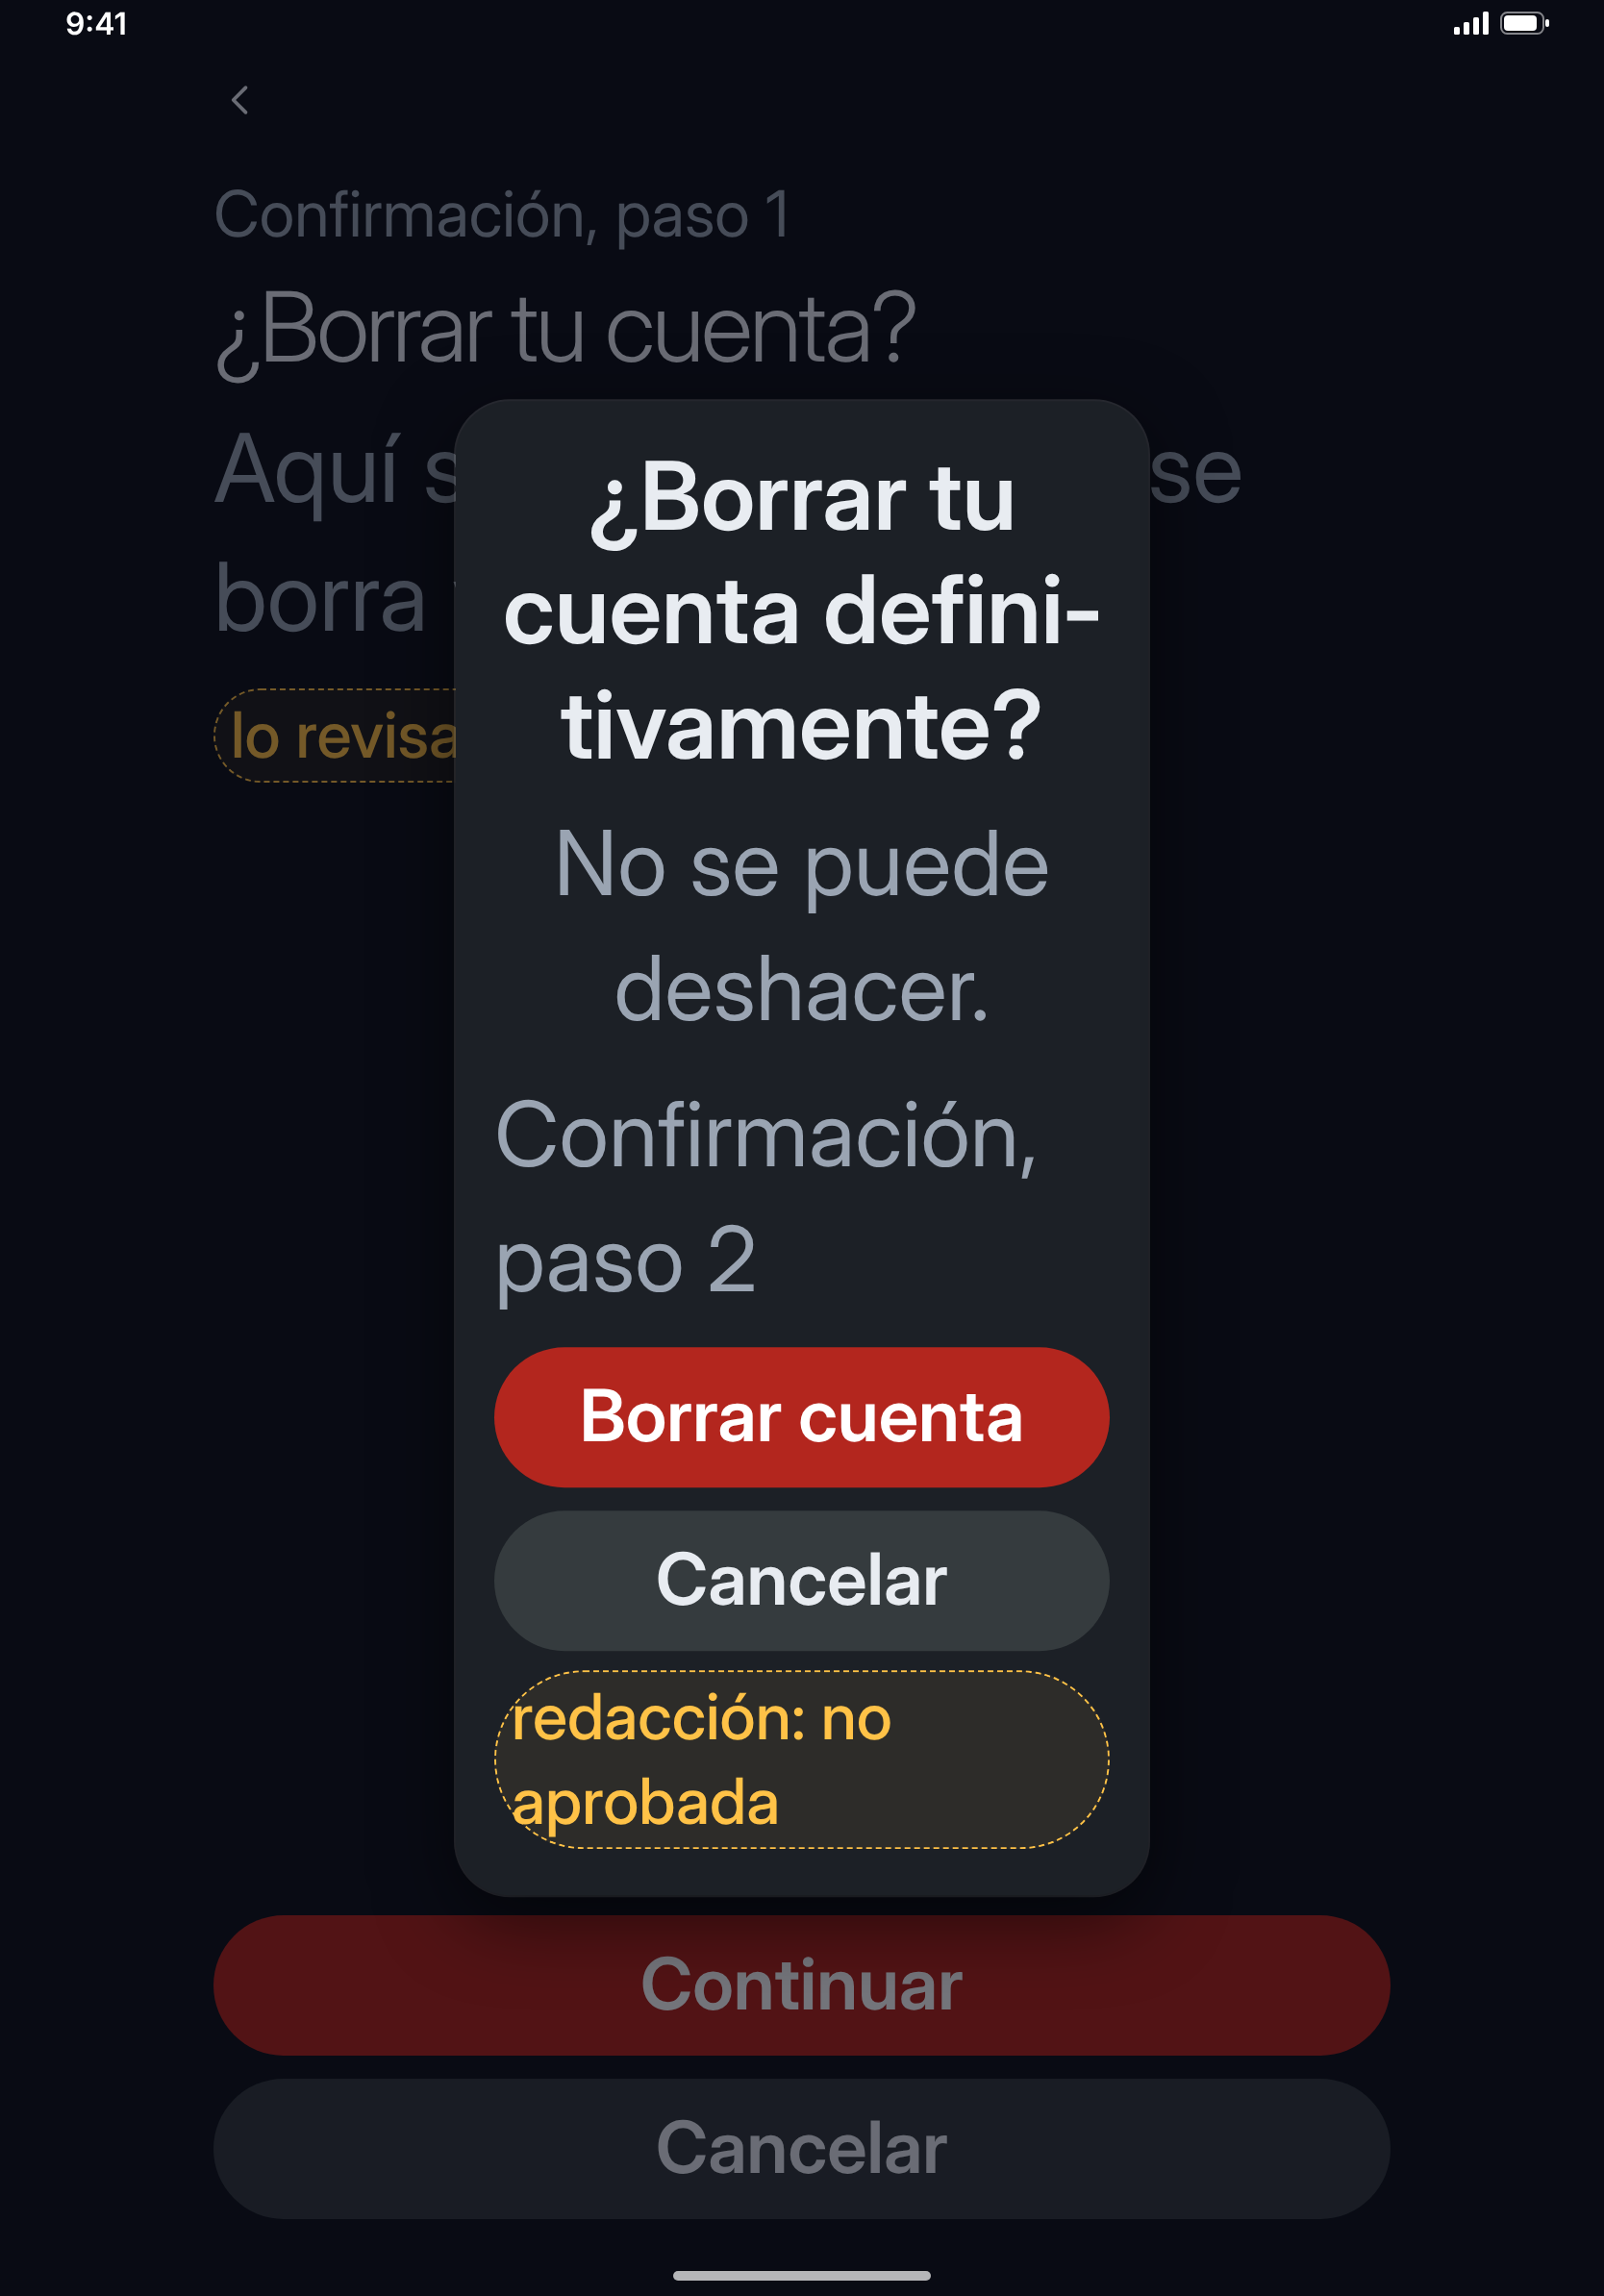 9:41
Confirmación, paso 1
¿Borrar tu cuenta?
Aquí se
borra
lo revisa
¿Borrar tu
cuenta defini-
tivamente?
No se puede
deshacer.
Confirmación,
paso 2
Borrar cuenta
Cancelar
redacción: no
aprobada
Continuar
Cancelar